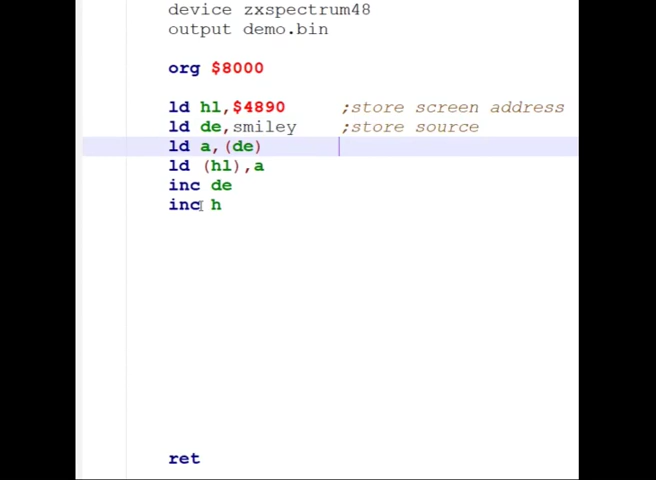 device zxspectrum48
output demo.bin
org $8000
ld hl,$4890 ;store screen address
ld de,smiley ;store source
ld a,(de)
ld (hl),a
inc de
inc h
ret